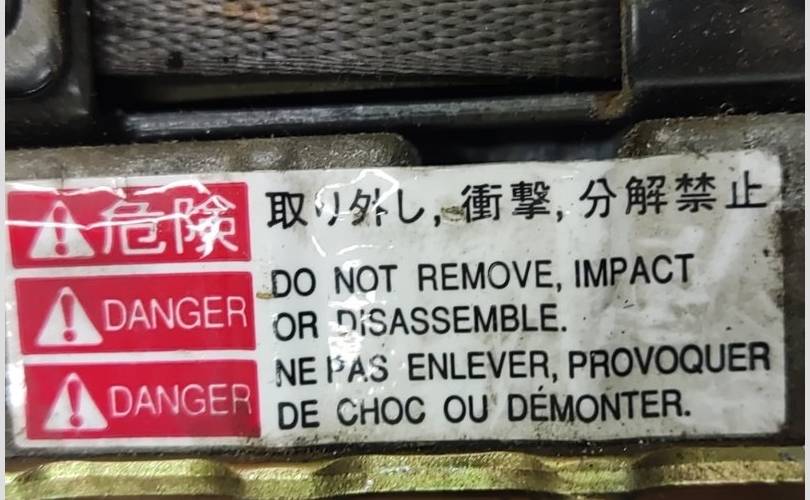 危険 取り外し, 衝撃, 分解禁止
DANGER DO NOT REMOVE, IMPACT
OR DISASSEMBLE.
DANGER NE PAS ENLEVER, PROVOQUER
DE CHOC OU DÉMONTER.